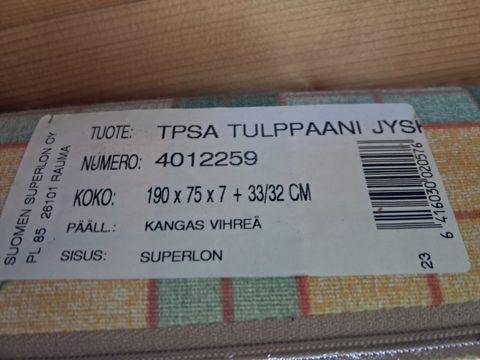 SUOMEN SUPERLON OY
PL 85 26101 RAUMA
TUOTE: TPSA TULPPAANI JYSK
NUMERO: 4012259
KOKO: 190 x 75 x 7 + 33/32 CM
PÄÄLL.: KANGAS VIHREÄ
SISUS: SUPERLON
6 416030 020576
23